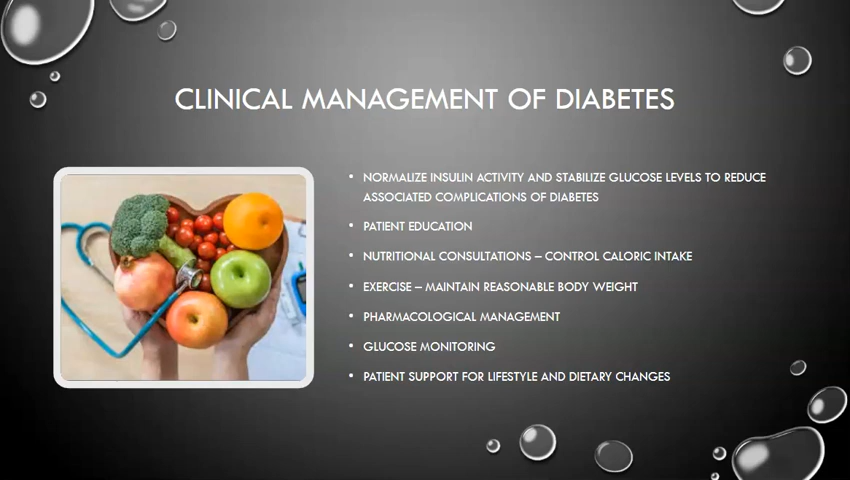 CLINICAL MANAGEMENT OF DIABETES
• NORMALIZE INSULIN ACTIVITY AND STABILIZE GLUCOSE LEVELS TO REDUCE
ASSOCIATED COMPLICATIONS OF DIABETES
• PATIENT EDUCATION
• NUTRITIONAL CONSULTATIONS – CONTROL CALORIC INTAKE
• EXERCISE – MAINTAIN REASONABLE BODY WEIGHT
• PHARMACOLOGICAL MANAGEMENT
• GLUCOSE MONITORING
• PATIENT SUPPORT FOR LIFESTYLE AND DIETARY CHANGES